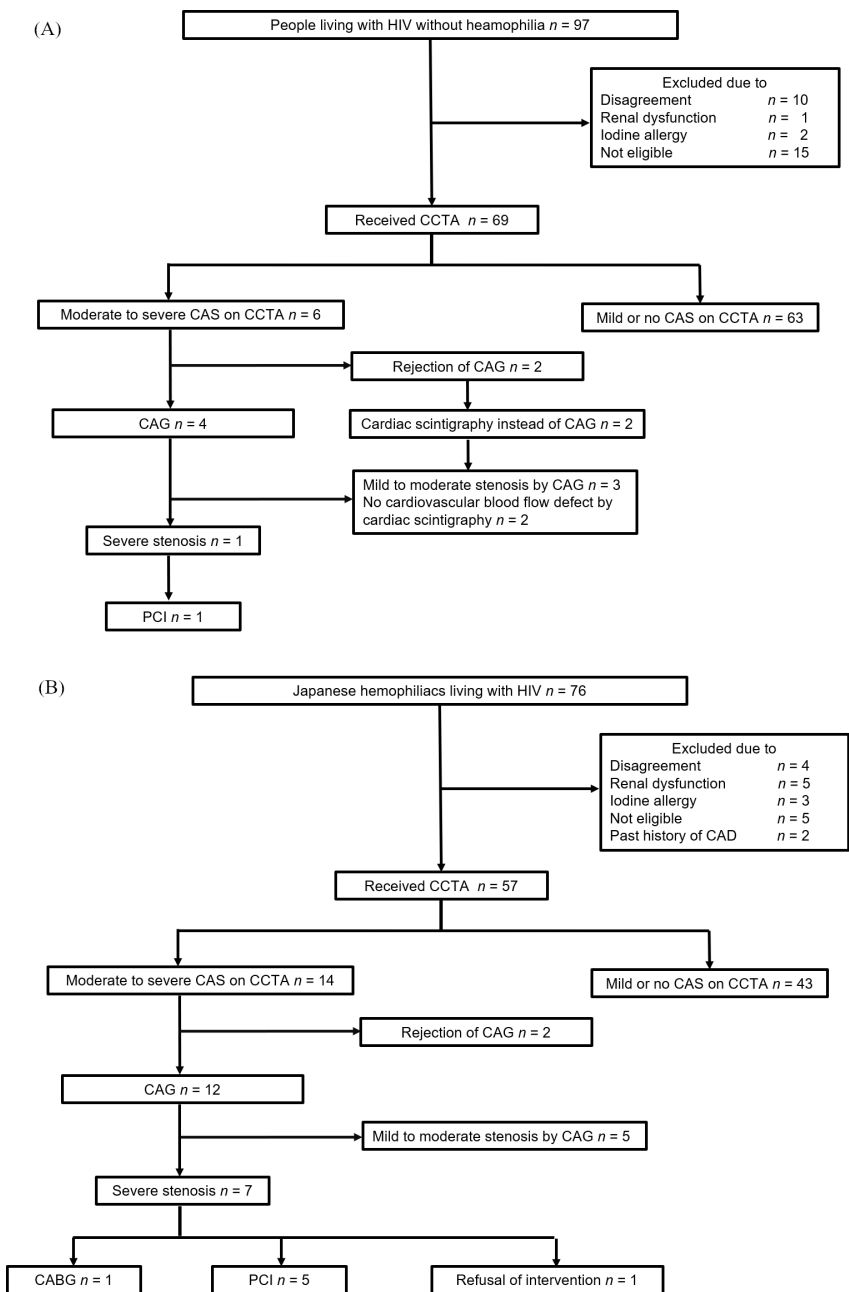 (A)
People living with HIV without heamophilia n = 97
Excluded due to
Disagreement n = 10
Renal dysfunction n = 1
Iodine allergy n = 2
Not eligible n = 15
Received CCTA n = 69
Moderate to severe CAS on CCTA n = 6
Mild or no CAS on CCTA n = 63
Rejection of CAG n = 2
CAG n = 4
Cardiac scintigraphy instead of CAG n = 2
Mild to moderate stenosis by CAG n = 3
No cardiovascular blood flow defect by
cardiac scintigraphy n = 2
Severe stenosis n = 1
PCI n = 1
(B)
Japanese hemophiliacs living with HIV n = 76
Excluded due to
Disagreement n = 4
Renal dysfunction n = 5
Iodine allergy n = 3
Not eligible n = 5
Past history of CAD n = 2
Received CCTA n = 57
Moderate to severe CAS on CCTA n = 14
Mild or no CAS on CCTA n = 43
Rejection of CAG n = 2
CAG n = 12
Mild to moderate stenosis by CAG n = 5
Severe stenosis n = 7
CABG n = 1
PCI n = 5
Refusal of intervention n = 1